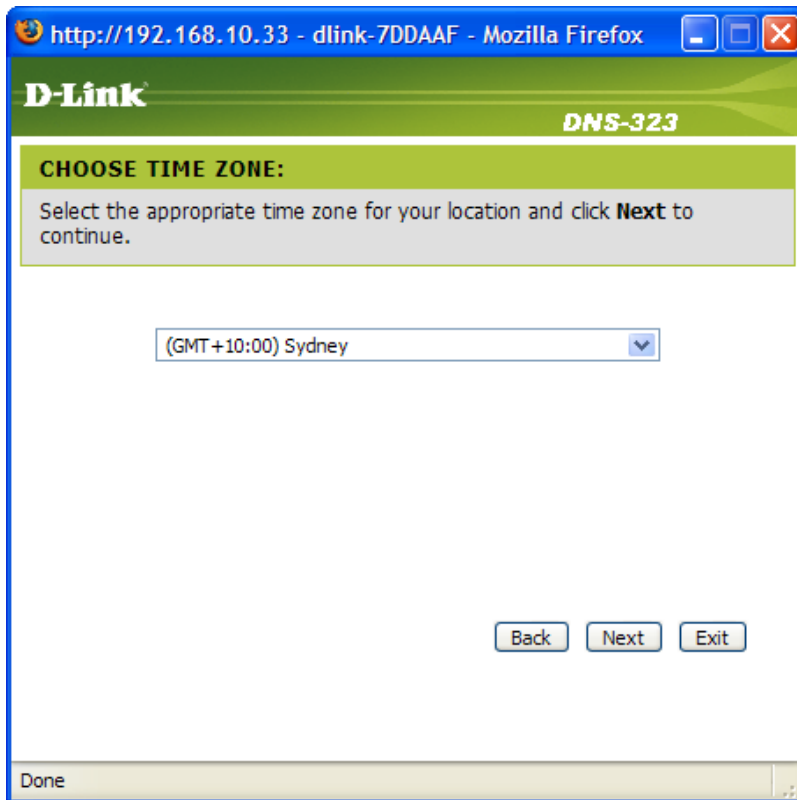 http://192.168.10.33 - dlink-7DDAAF - Mozilla Firefox
D-Link
DNS-323
CHOOSE TIME ZONE:
Select the appropriate time zone for your location and click Next to
continue.
(GMT+10:00) Sydney
Back Next Exit
Done